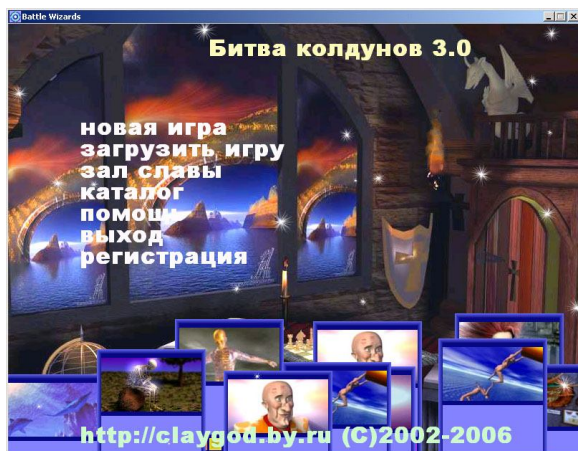 Battle Wizards
Битва колдунов 3.0
новая игра
загрузить игру
зал славы
каталог
помощь
выход
регистрация
http://claygod.by.ru (C)2002-2006